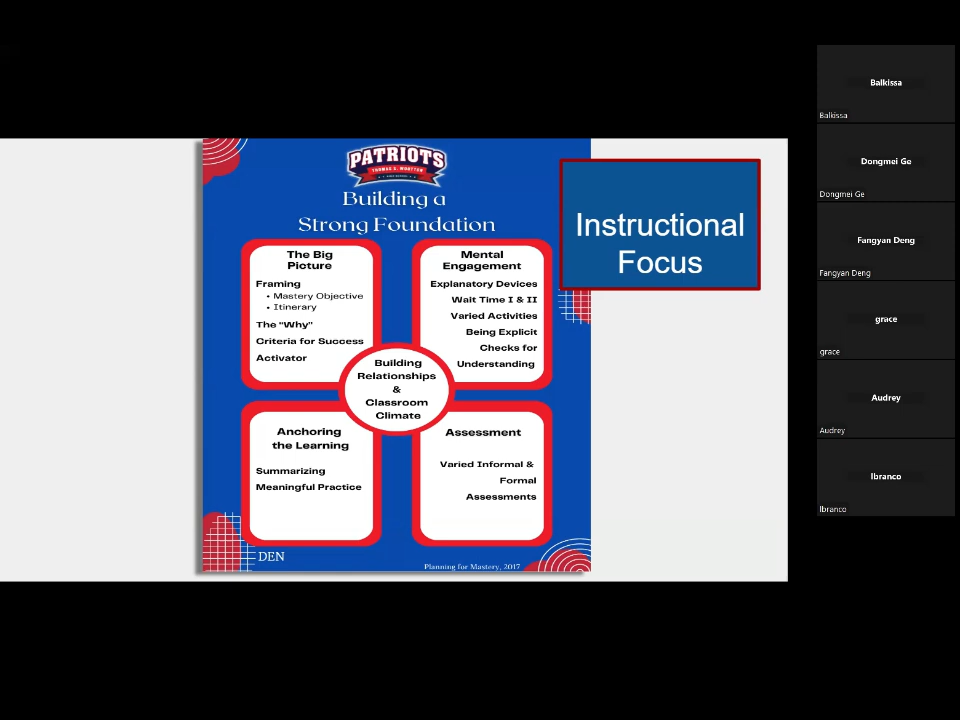 PATRIOTS
THOMAS S. WOOTTON
Building a
Strong Foundation
Instructional
Focus
The Big
Picture
Framing
• Mastery Objective
• Itinerary
The "Why"
Criteria for Success
Activator
Mental
Engagement
Explanatory Devices
Wait Time I & II
Varied Activities
Being Explicit
Checks for
Understanding
Building
Relationships
&
Classroom
Climate
Anchoring
the Learning
Summarizing
Meaningful Practice
Assessment
Varied Informal &
Formal
Assessments
DEN
Planning for Mastery, 2017
Balkissa
Balkissa
Dongmei Ge
Dongmei Ge
Fangyan Deng
Fangyan Deng
grace
grace
Audrey
Audrey
lbranco
lbranco